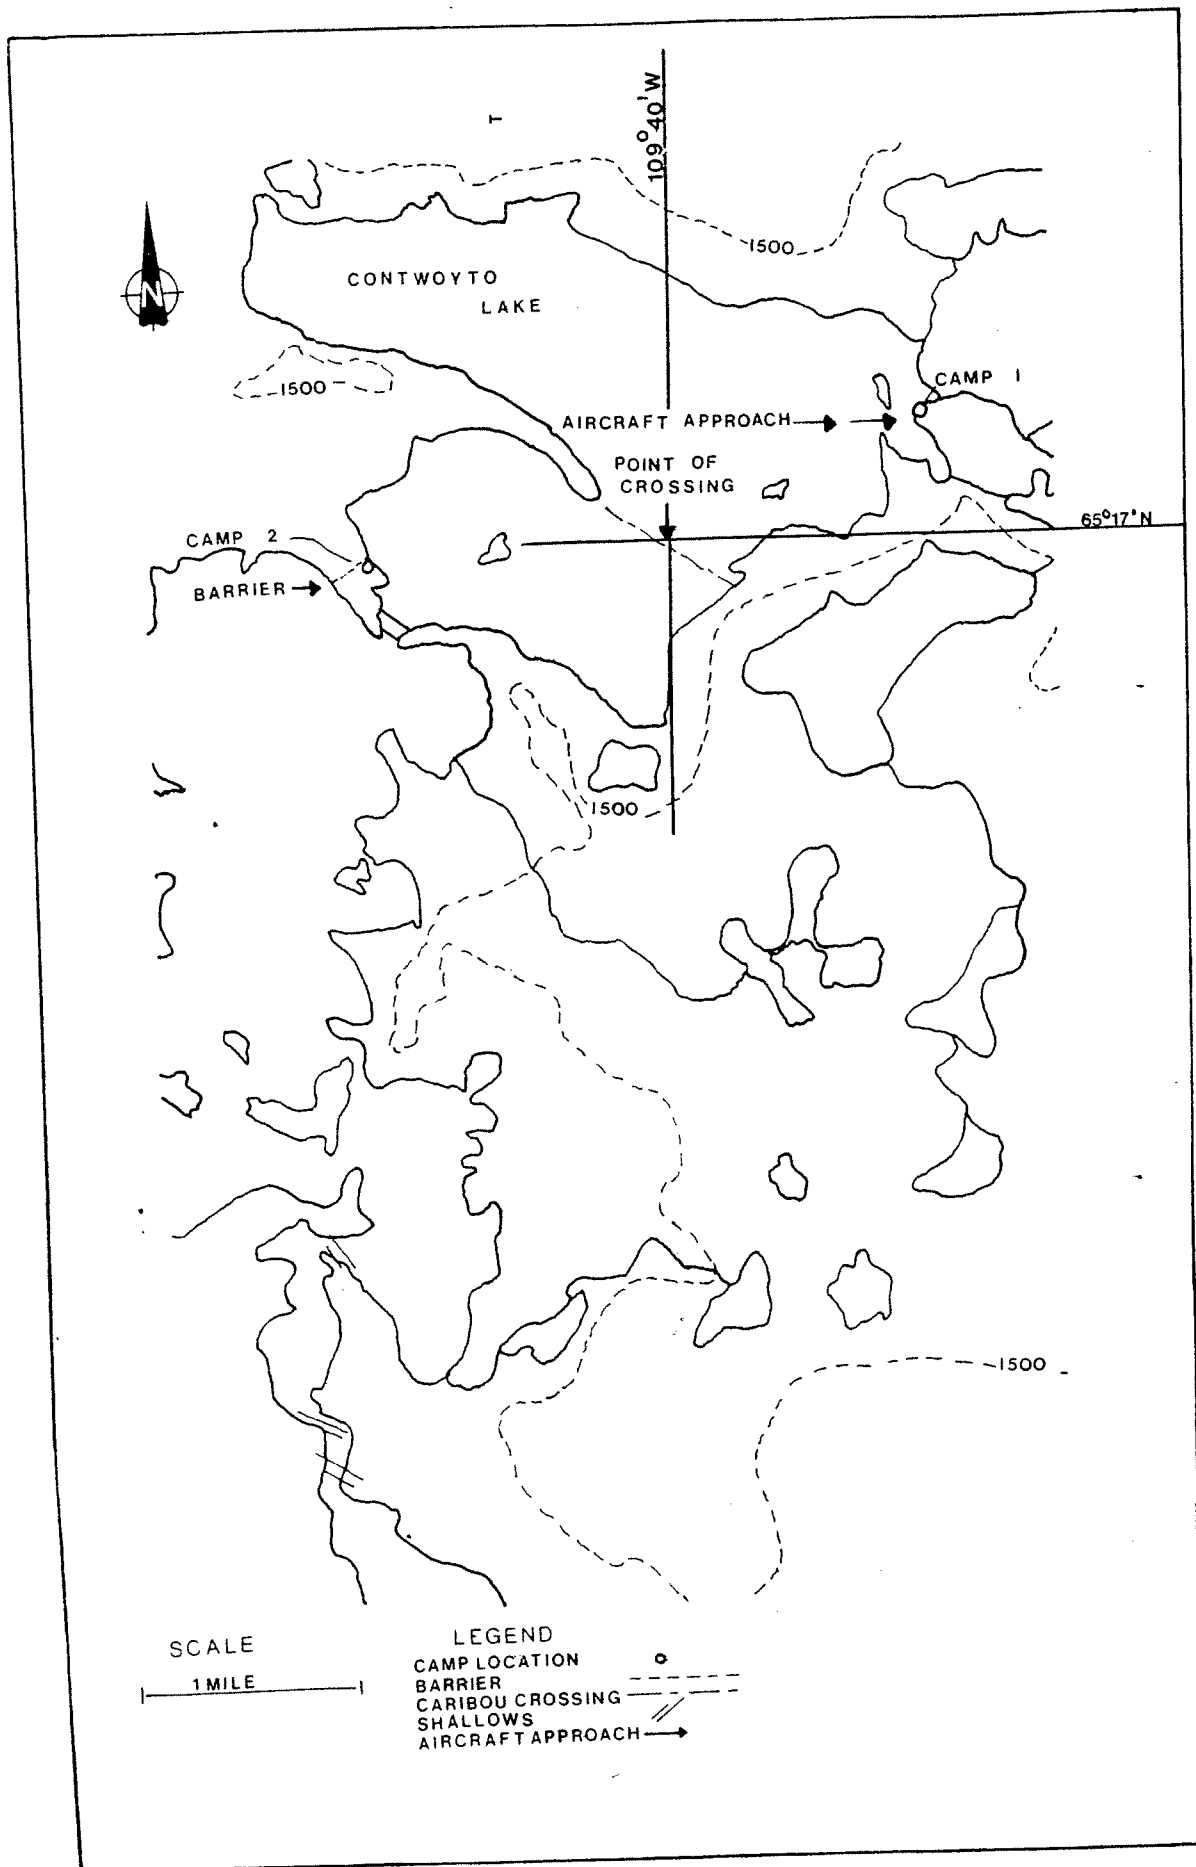 109°40'W
1500
N
CONTWOYTO
LAKE
1500
CAMP 1
AIRCRAFT APPROACH
POINT OF
CROSSING
65°17'N
CAMP 2
BARRIER
1500
1500
SCALE
1 MILE
LEGEND
CAMP LOCATION
BARRIER
CARIBOU CROSSING
SHALLOWS
AIRCRAFT APPROACH